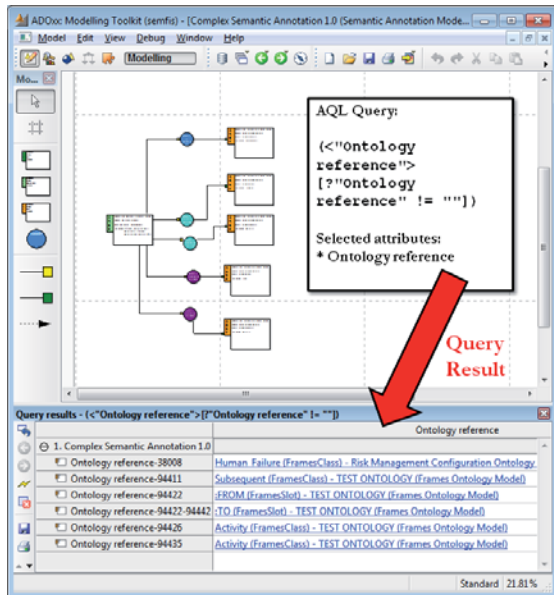 ADOxx: Modelling Toolkit (semfis) - [Complex Semantic Annotation 1.0 (Semantic Annotation Mode...
Model Edit View Debug Window Help
Modelling
Mo...
AQL Query:
(<"Ontology
reference">
[?"Ontology
reference" != ""])
Selected attributes:
* Ontology reference
Query
Result
Query results - (<"Ontology reference">[?"Ontology reference" != ""])
Ontology reference
1. Complex Semantic Annotation 1.0
Ontology reference-38008 Human_Failure (FramesClass) - Risk Management Configuration Ontology
Ontology reference-94411 Subsequent (FramesClass) - TEST ONTOLOGY (Frames Ontology Model)
Ontology reference-94422 :FROM (FramesSlot) - TEST ONTOLOGY (Frames Ontology Model)
Ontology reference-94422-94442 :TO (FramesSlot) - TEST ONTOLOGY (Frames Ontology Model)
Ontology reference-94426 Activity (FramesClass) - TEST ONTOLOGY (Frames Ontology Model)
Ontology reference-94435 Activity (FramesClass) - TEST ONTOLOGY (Frames Ontology Model)
Standard 21.81%